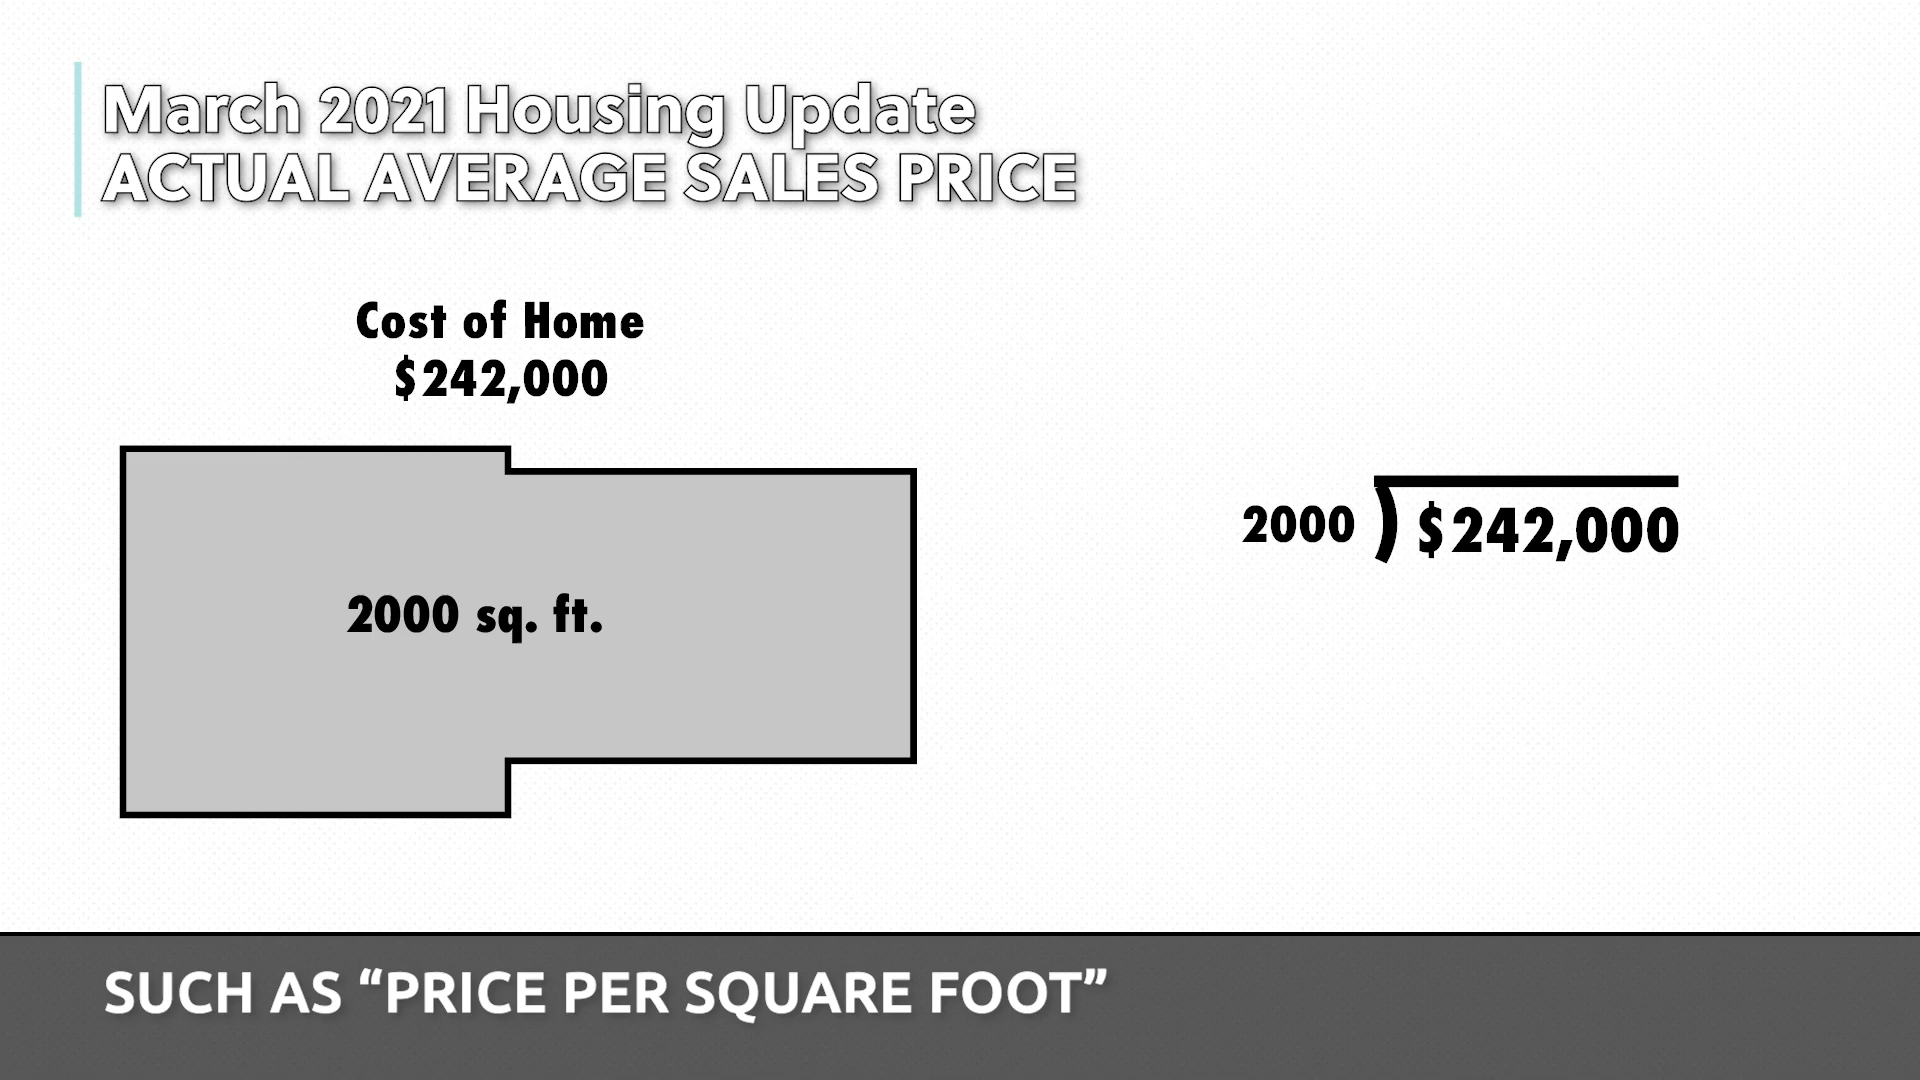 March 2021 Housing Update
ACTUAL AVERAGE SALES PRICE
Cost of Home
$242,000
2000 sq. ft.
2000 ) $242,000
SUCH AS “PRICE PER SQUARE FOOT”